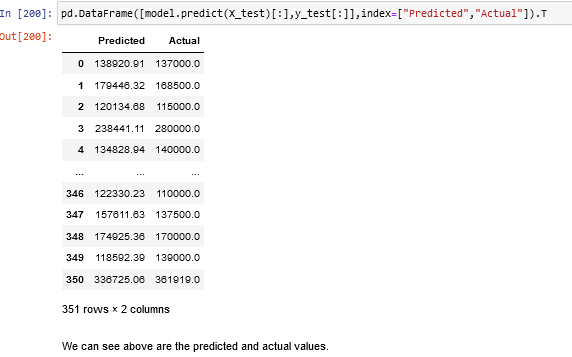 In [200]: pd.DataFrame([model.predict(X_test)[:],y_test[:]],index=["Predicted","Actual"]).T
Out[200]:
Predicted Actual
0 138920.91 137000.0
1 179446.32 168500.0
2 120134.68 115000.0
3 238441.11 280000.0
4 134828.94 140000.0
... ... ...
346 122330.23 110000.0
347 157611.63 137500.0
348 174925.36 170000.0
349 118592.39 139000.0
350 336725.06 361919.0
351 rows × 2 columns
We can see above are the predicted and actual values.